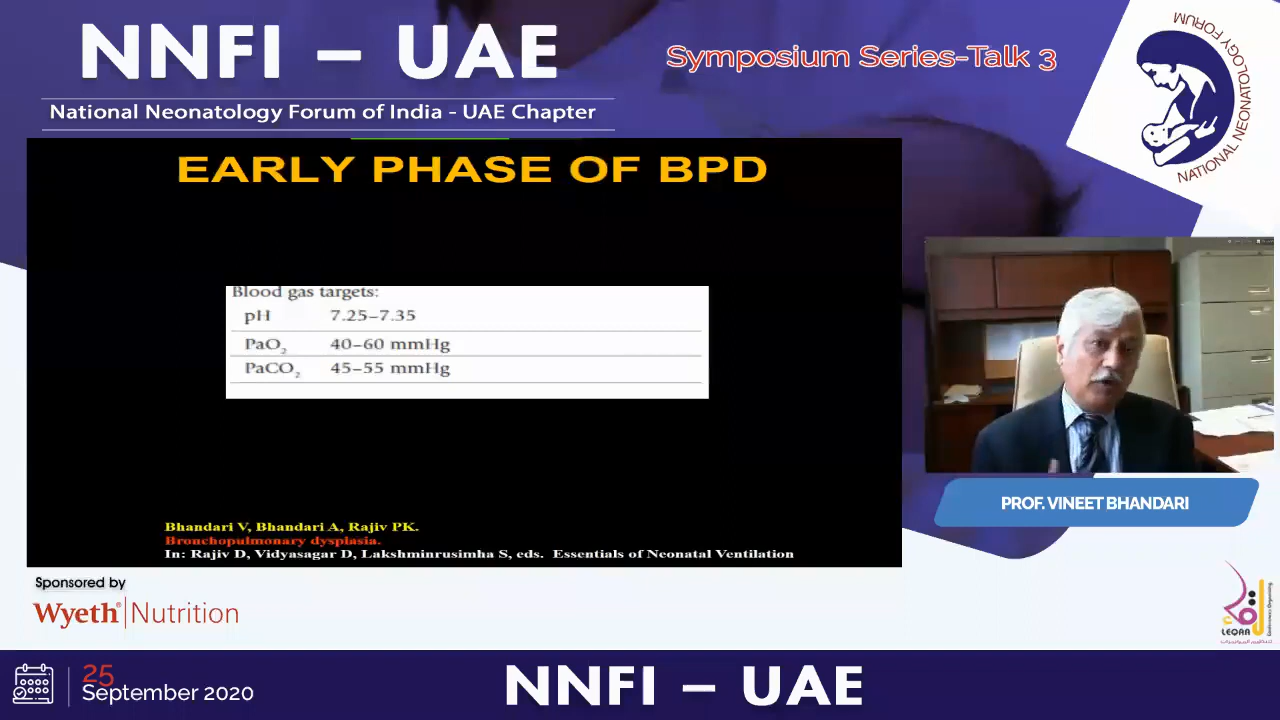 NNFI – UAE
National Neonatology Forum of India - UAE Chapter
Symposium Series-Talk 3
NATIONAL NEONATOLOGY FORUM
EARLY PHASE OF BPD
Blood gas targets:
pH 7.25–7.35
PaO2 40–60 mmHg
PaCO2 45–55 mmHg
Bhandari V, Bhandari A, Rajiv PK.
Bronchopulmonary dysplasia.
In: Rajiv D, Vidyasagar D, Lakshminrusimha S, eds. Essentials of Neonatal Ventilation
PROF. VINEET BHANDARI
Sponsored by
Wyeth® Nutrition
LEQAA
25
September 2020
NNFI – UAE